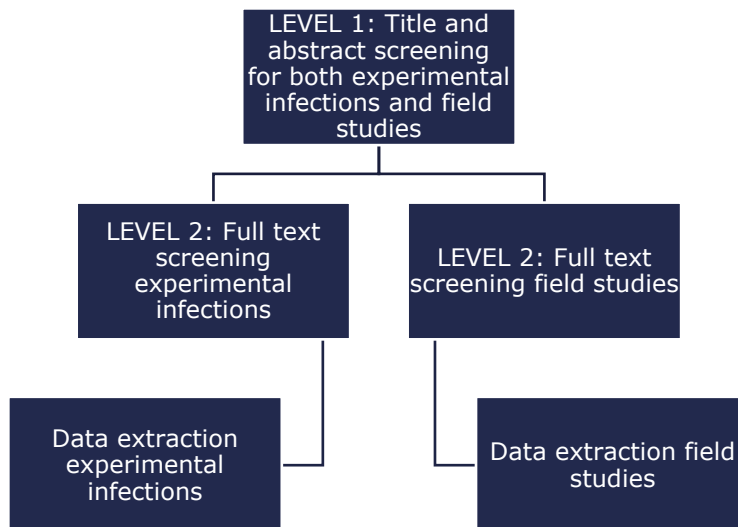 LEVEL 1: Title and
abstract screening
for both experimental
infections and field
studies
LEVEL 2: Full text
screening
experimental
infections
LEVEL 2: Full text
screening field studies
Data extraction
experimental
infections
Data extraction field
studies